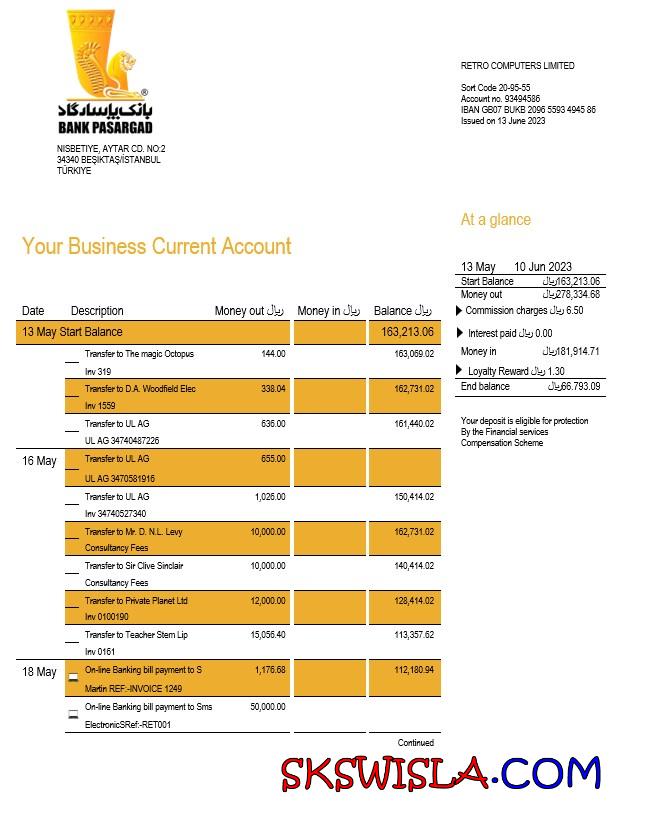 ®
بانک پاسارگاد
BANK PASARGAD
NISBETIYE, AYTAR CD. NO:2
34340 BEŞIKTAŞ/ISTANBUL
TÜRKIYE
RETRO COMPUTERS LIMITED
Sort Code 20-95-55
Account no. 93494586
IBAN GB07 BUKB 2096 5593 4945 86
Issued on 13 June 2023
At a glance
13 May 10 Jun 2023
Start Balance ﷼163,213.06
Money out ﷼278,334.68
Commission charges ﷼ 6.50
Interest paid ﷼ 0.00
Money in ﷼181,914.71
Loyalty Reward ﷼ 1.30
End balance ﷼66.793.09
Your deposit is eligible for protection
By the Financial services
Compensation Scheme
Your Business Current Account
Date Description Money out ﷼ Money in ﷼ Balance ﷼
13 May Start Balance 163,213.06
Transfer to The magic Octopus 144.00 163,069.02
Inv 319
Transfer to D.A. Woodfield Elec 338.04 162,731.02
Inv 1559
Transfer to UL AG 636.00 161,440.02
UL AG 34740487226
16 May Transfer to UL AG 655.00
UL AG 3470581916
Transfer to UL AG 1,026.00 150,414.02
Inv 34740527340
Transfer to Mr. D. N.L. Levy 10,000.00 162,731.02
Consultancy Fees
Transfer to Sir Clive Sinclair 10,000.00 140,414.02
Consultancy Fees
Transfer to Private Planet Ltd 12,000.00 128,414.02
Inv 0100190
Transfer to Teacher Stem Lip 15,056.40 113,357.62
Inv 0161
18 May On-line Banking bill payment to S 1,176.68 112,180.94
Martin REF:-INVOICE 1249
On-line Banking bill payment to Sms 50,000.00
ElectronicSRef:-RET001
Continued
SKSWISLA.COM